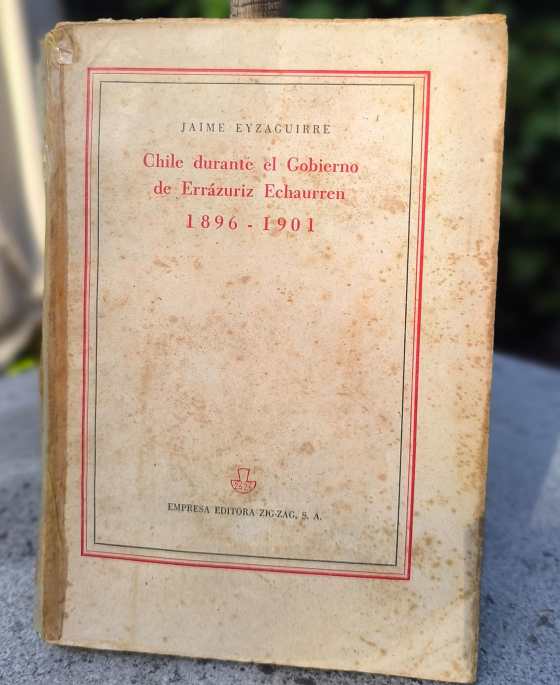 JAIME EYZAGUIRRE
Chile durante el Gobierno
de Errázuriz Echaurren
1896 - 1901
EMPRESA EDITORA ZIG-ZAG, S. A.